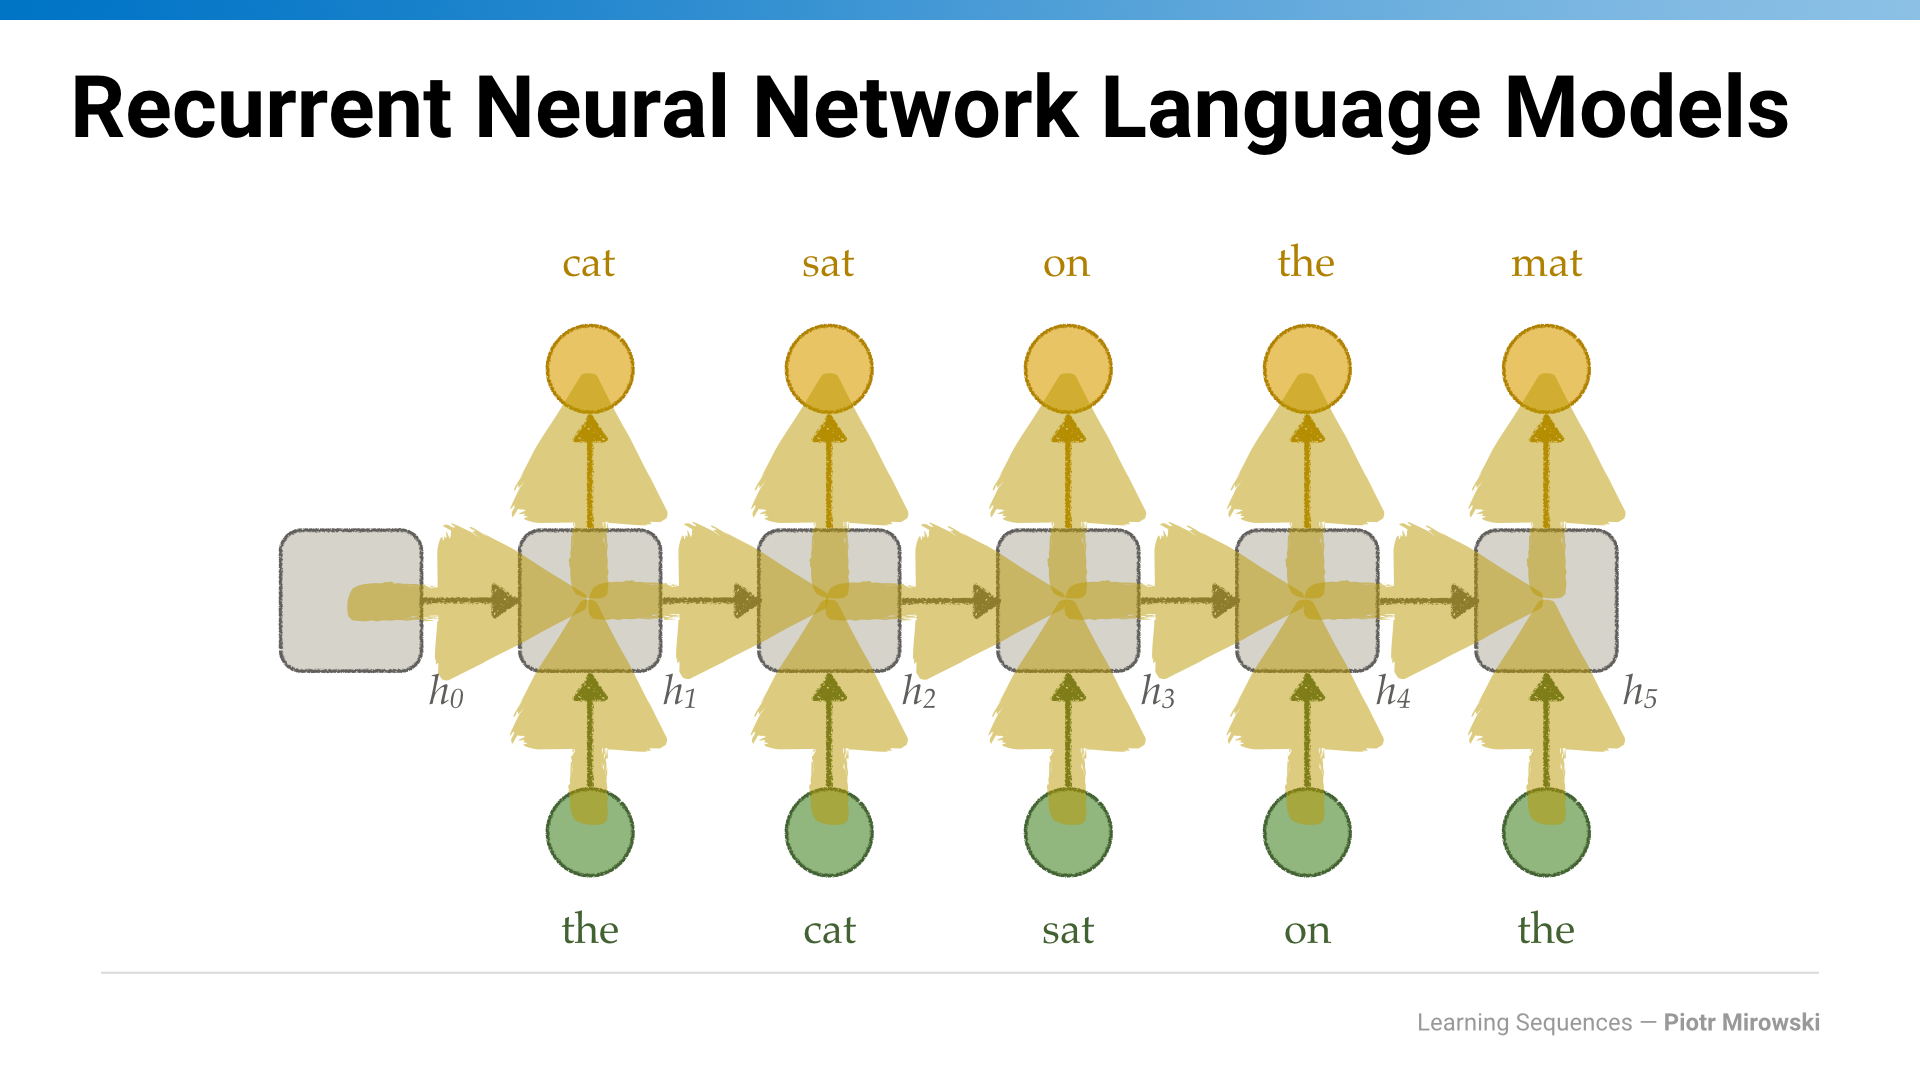 Recurrent Neural Network Language Models
cat sat on the mat
h0 h1 h2 h3 h4 h5
the cat sat on the
Learning Sequences — Piotr Mirowski